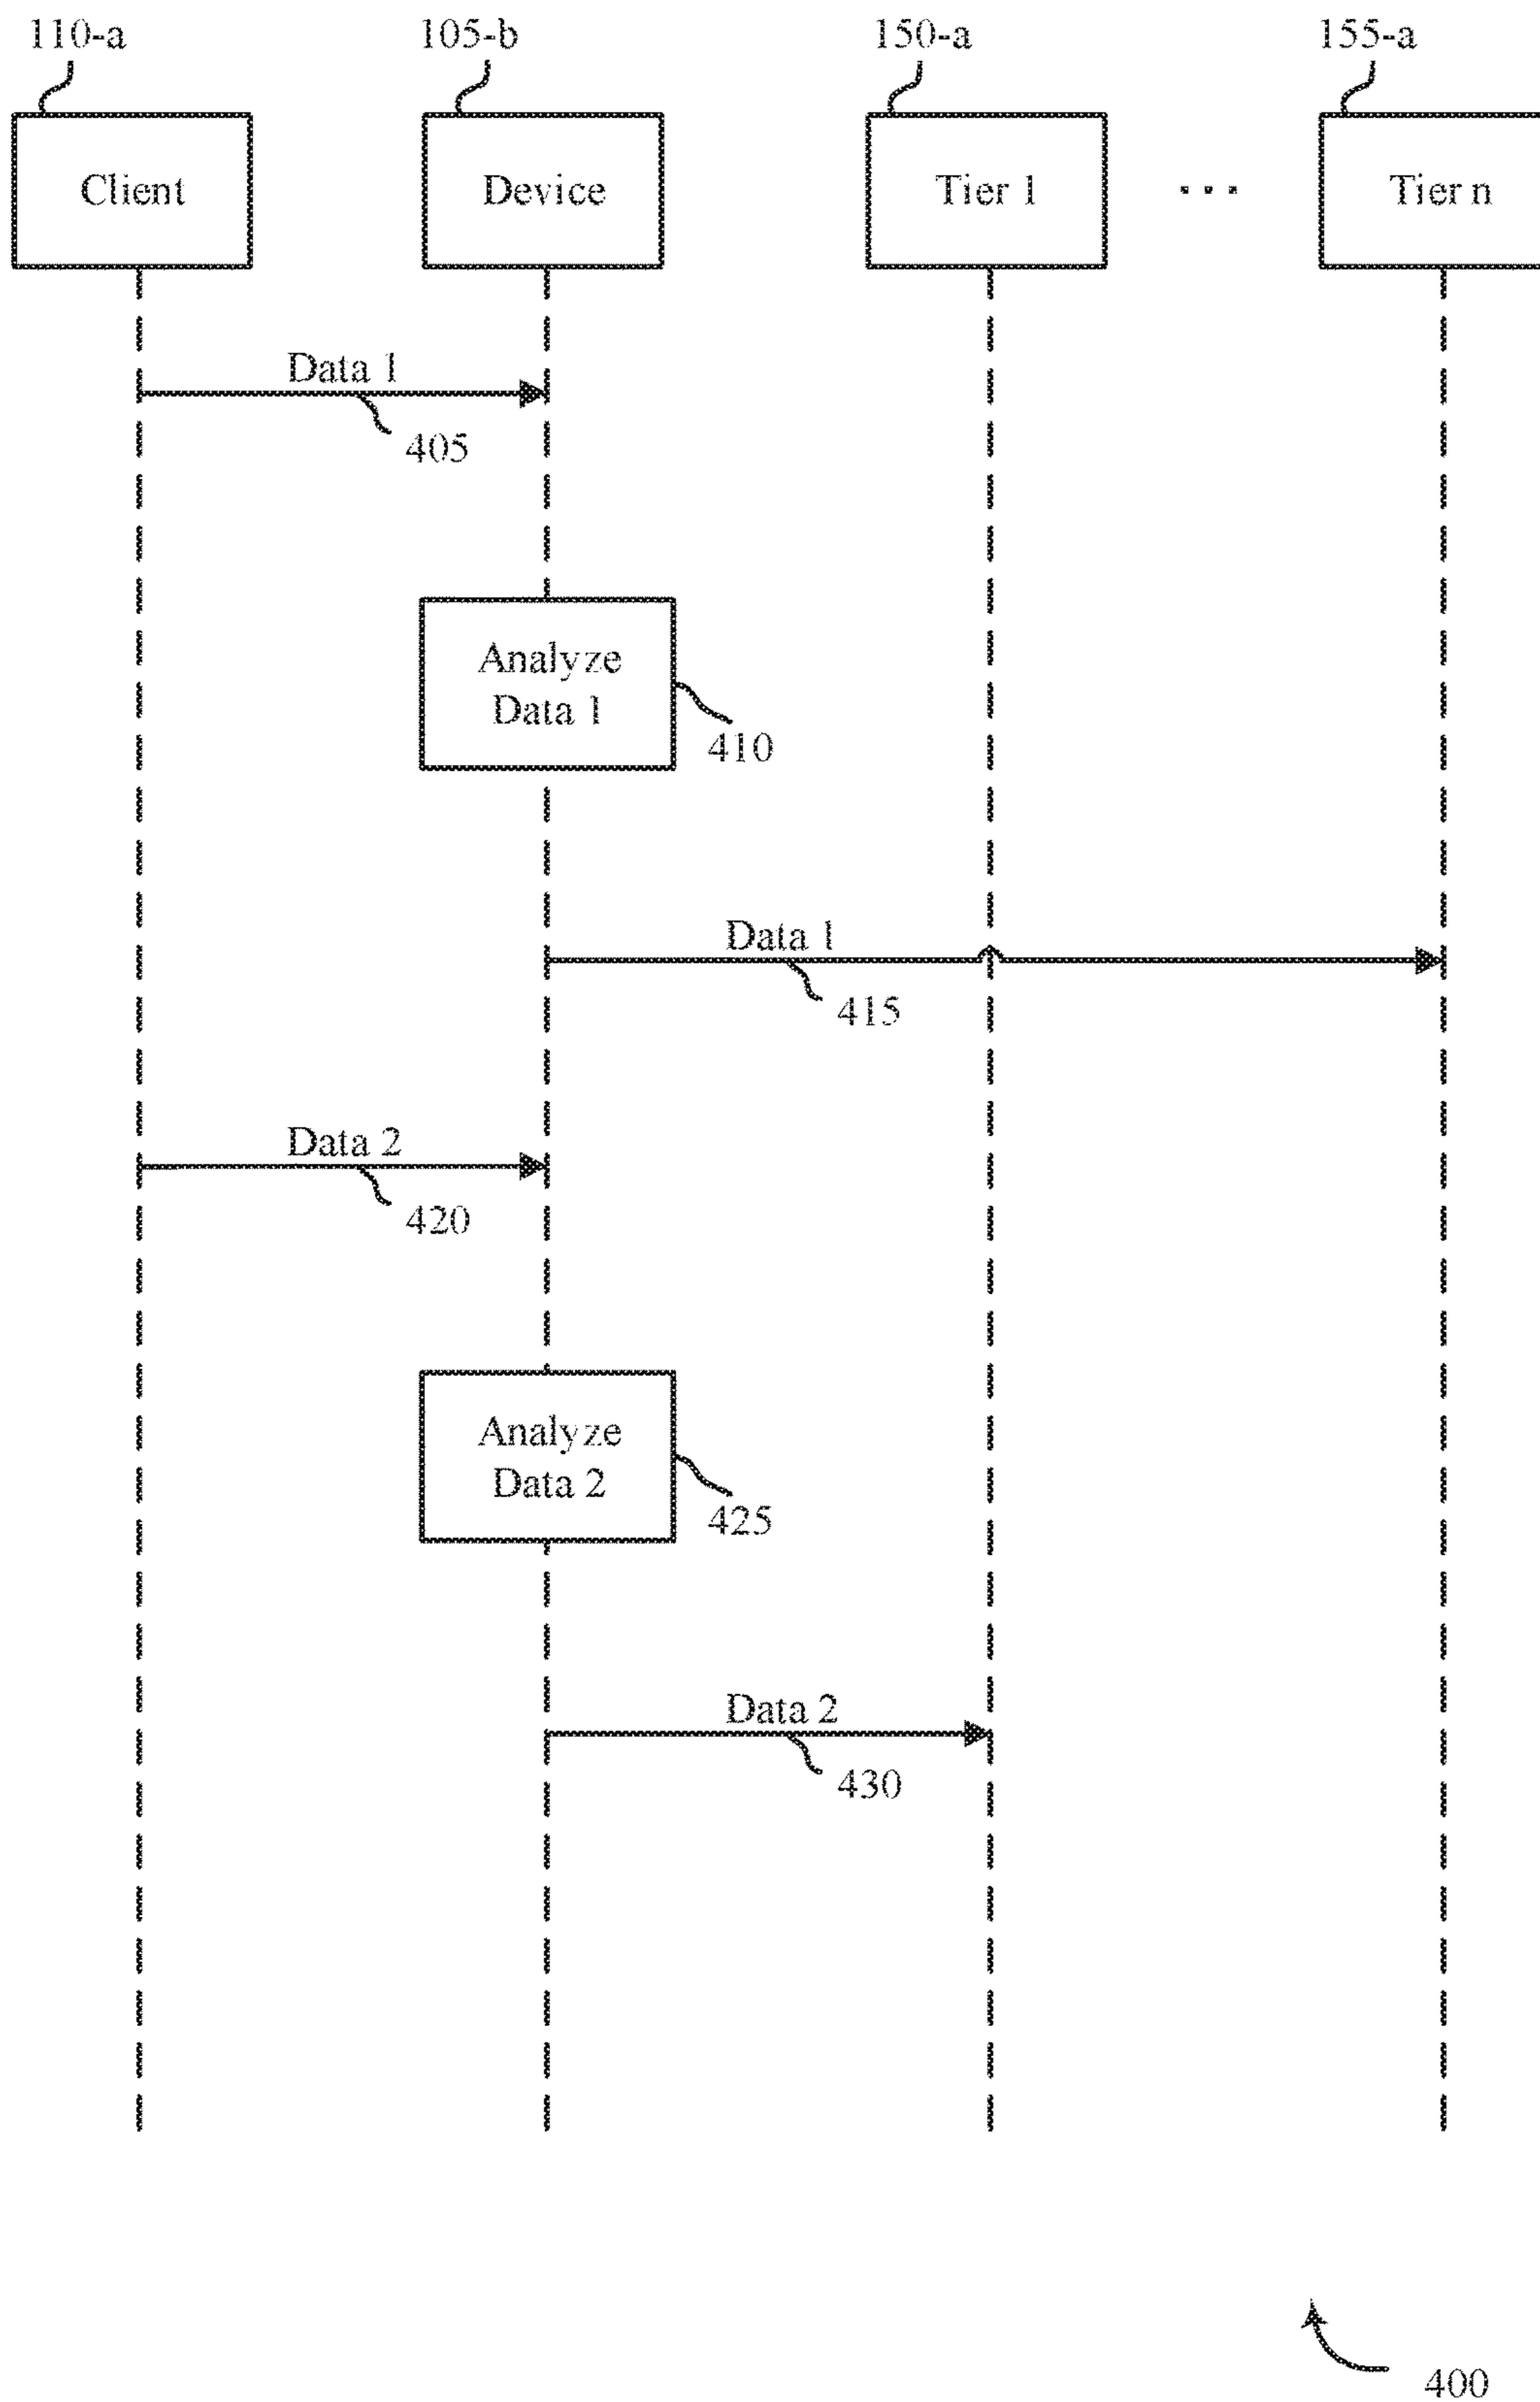 110-a
105-b
150-a
155-a
Client
Device
Tier 1
...
Tier n
Data 1
405
Analyze
Data 1
410
Data 1
415
Data 2
420
Analyze
Data 2
425
Data 2
430
400